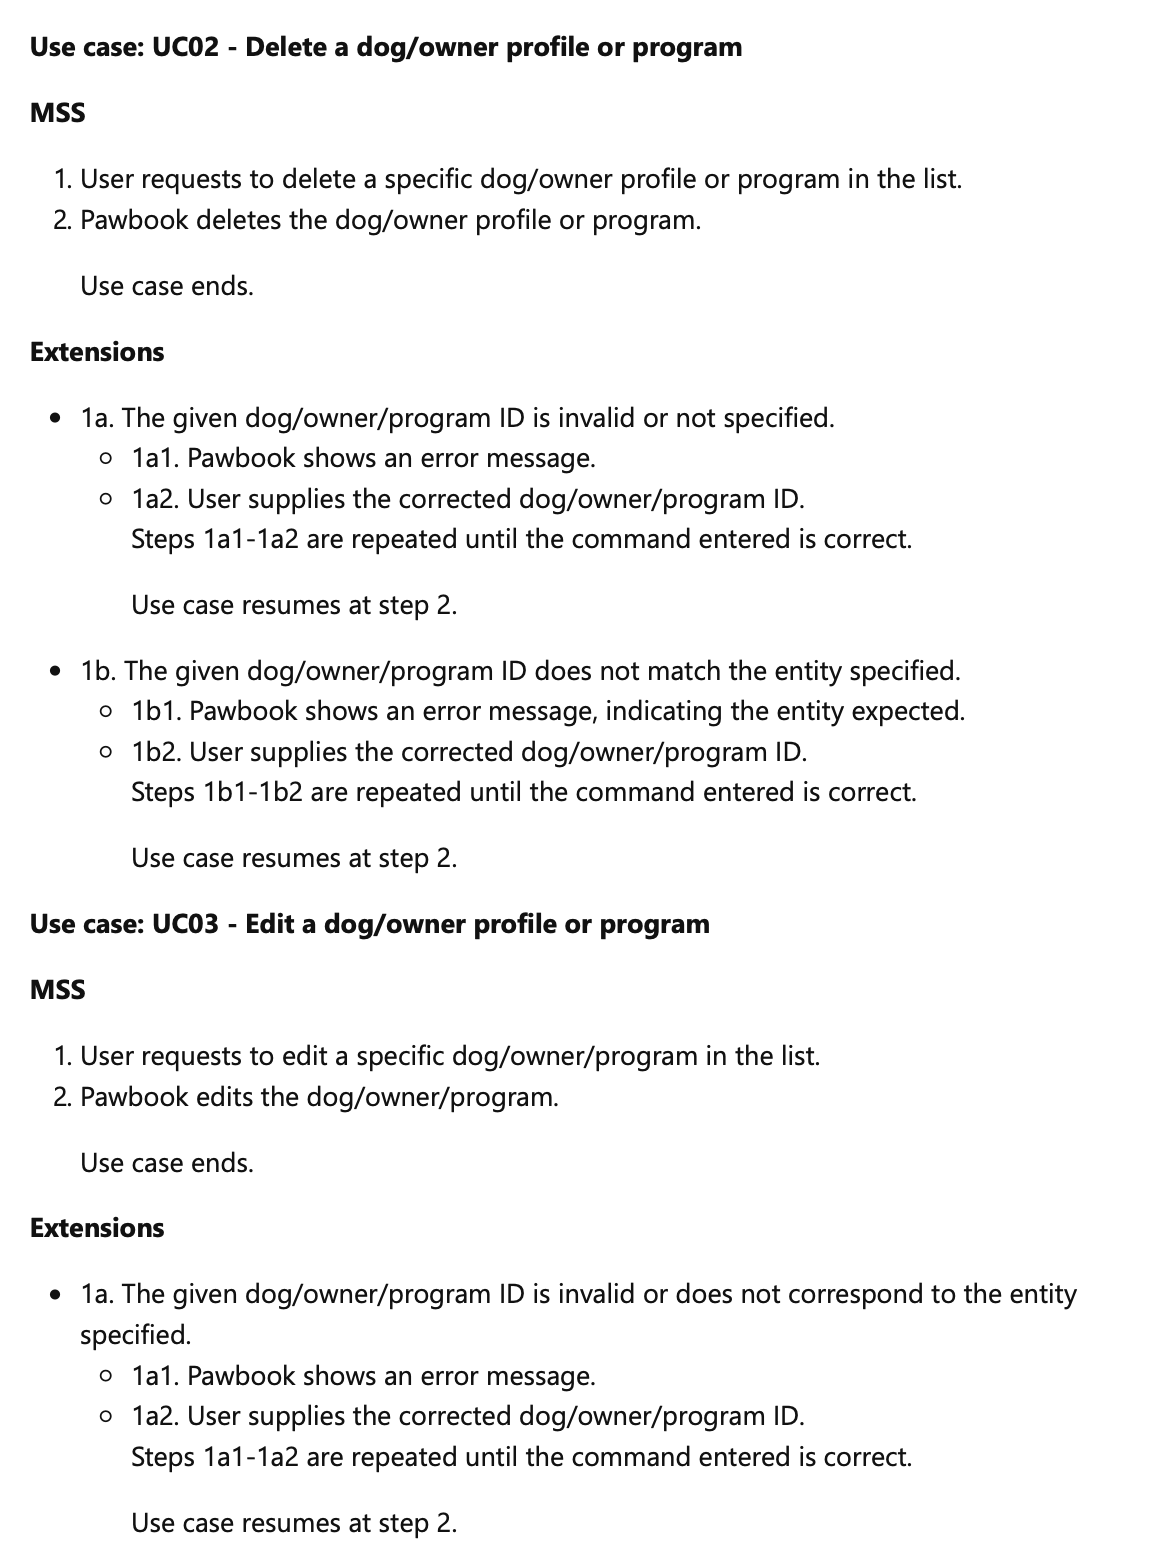 Use case: UC02 - Delete a dog/owner profile or program
MSS
1. User requests to delete a specific dog/owner profile or program in the list.
2. Pawbook deletes the dog/owner profile or program.
Use case ends.
Extensions
• 1a. The given dog/owner/program ID is invalid or not specified.
○ 1a1. Pawbook shows an error message.
○ 1a2. User supplies the corrected dog/owner/program ID.
Steps 1a1-1a2 are repeated until the command entered is correct.
Use case resumes at step 2.
• 1b. The given dog/owner/program ID does not match the entity specified.
○ 1b1. Pawbook shows an error message, indicating the entity expected.
○ 1b2. User supplies the corrected dog/owner/program ID.
Steps 1b1-1b2 are repeated until the command entered is correct.
Use case resumes at step 2.
Use case: UC03 - Edit a dog/owner profile or program
MSS
1. User requests to edit a specific dog/owner/program in the list.
2. Pawbook edits the dog/owner/program.
Use case ends.
Extensions
• 1a. The given dog/owner/program ID is invalid or does not correspond to the entity
specified.
○ 1a1. Pawbook shows an error message.
○ 1a2. User supplies the corrected dog/owner/program ID.
Steps 1a1-1a2 are repeated until the command entered is correct.
Use case resumes at step 2.